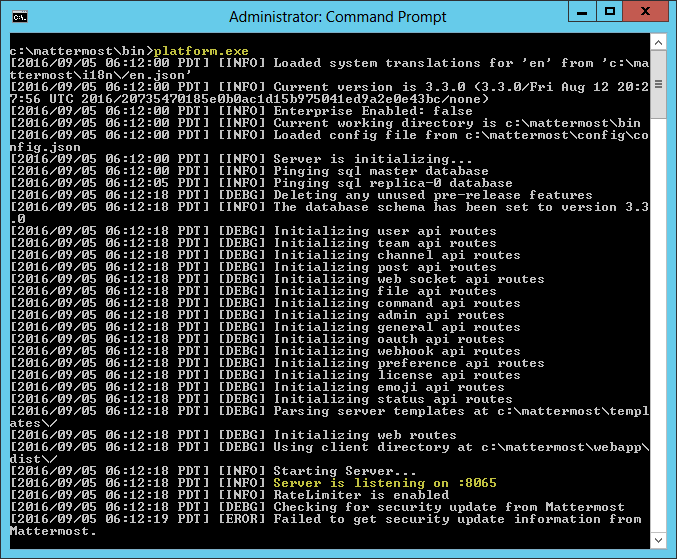 Administrator: Command Prompt
c:\mattermost\bin>platform.exe
[2016/09/05 06:12:00 PDT] [INFO] Loaded system translations for 'en' from 'c:\ma
ttermost\i18n\/en.json'
[2016/09/05 06:12:00 PDT] [INFO] Current version is 3.3.0 (3.3.0/Fri Aug 12 20:2
7:56 UTC 2016/20735470185e0b0ac1d15b975041ed9a2e0e43bc/none)
[2016/09/05 06:12:00 PDT] [INFO] Enterprise Enabled: false
[2016/09/05 06:12:00 PDT] [INFO] Current working directory is c:\mattermost\bin
[2016/09/05 06:12:00 PDT] [INFO] Loaded config file from c:\mattermost\config\co
nfig.json
[2016/09/05 06:12:00 PDT] [INFO] Server is initializing...
[2016/09/05 06:12:00 PDT] [INFO] Pinging sql master database
[2016/09/05 06:12:05 PDT] [INFO] Pinging sql replica-0 database
[2016/09/05 06:12:18 PDT] [DEBG] Deleting any unused pre-release features
[2016/09/05 06:12:18 PDT] [INFO] The database schema has been set to version 3.3
.0
[2016/09/05 06:12:18 PDT] [DEBG] Initializing user api routes
[2016/09/05 06:12:18 PDT] [DEBG] Initializing team api routes
[2016/09/05 06:12:18 PDT] [DEBG] Initializing channel api routes
[2016/09/05 06:12:18 PDT] [DEBG] Initializing post api routes
[2016/09/05 06:12:18 PDT] [DEBG] Initializing web socket api routes
[2016/09/05 06:12:18 PDT] [DEBG] Initializing file api routes
[2016/09/05 06:12:18 PDT] [DEBG] Initializing command api routes
[2016/09/05 06:12:18 PDT] [DEBG] Initializing admin api routes
[2016/09/05 06:12:18 PDT] [DEBG] Initializing general api routes
[2016/09/05 06:12:18 PDT] [DEBG] Initializing oauth api routes
[2016/09/05 06:12:18 PDT] [DEBG] Initializing webhook api routes
[2016/09/05 06:12:18 PDT] [DEBG] Initializing preference api routes
[2016/09/05 06:12:18 PDT] [DEBG] Initializing license api routes
[2016/09/05 06:12:18 PDT] [DEBG] Initializing emoji api routes
[2016/09/05 06:12:18 PDT] [DEBG] Initializing status api routes
[2016/09/05 06:12:18 PDT] [DEBG] Parsing server templates at c:\mattermost\templ
ates\/
[2016/09/05 06:12:18 PDT] [DEBG] Initializing web routes
[2016/09/05 06:12:18 PDT] [DEBG] Using client directory at c:\mattermost\webapp\
dist\/
[2016/09/05 06:12:18 PDT] [INFO] Starting Server...
[2016/09/05 06:12:18 PDT] [INFO] Server is listening on :8065
[2016/09/05 06:12:18 PDT] [INFO] RateLimiter is enabled
[2016/09/05 06:12:18 PDT] [DEBG] Checking for security update from Mattermost
[2016/09/05 06:12:19 PDT] [EROR] Failed to get security update information from
Mattermost.